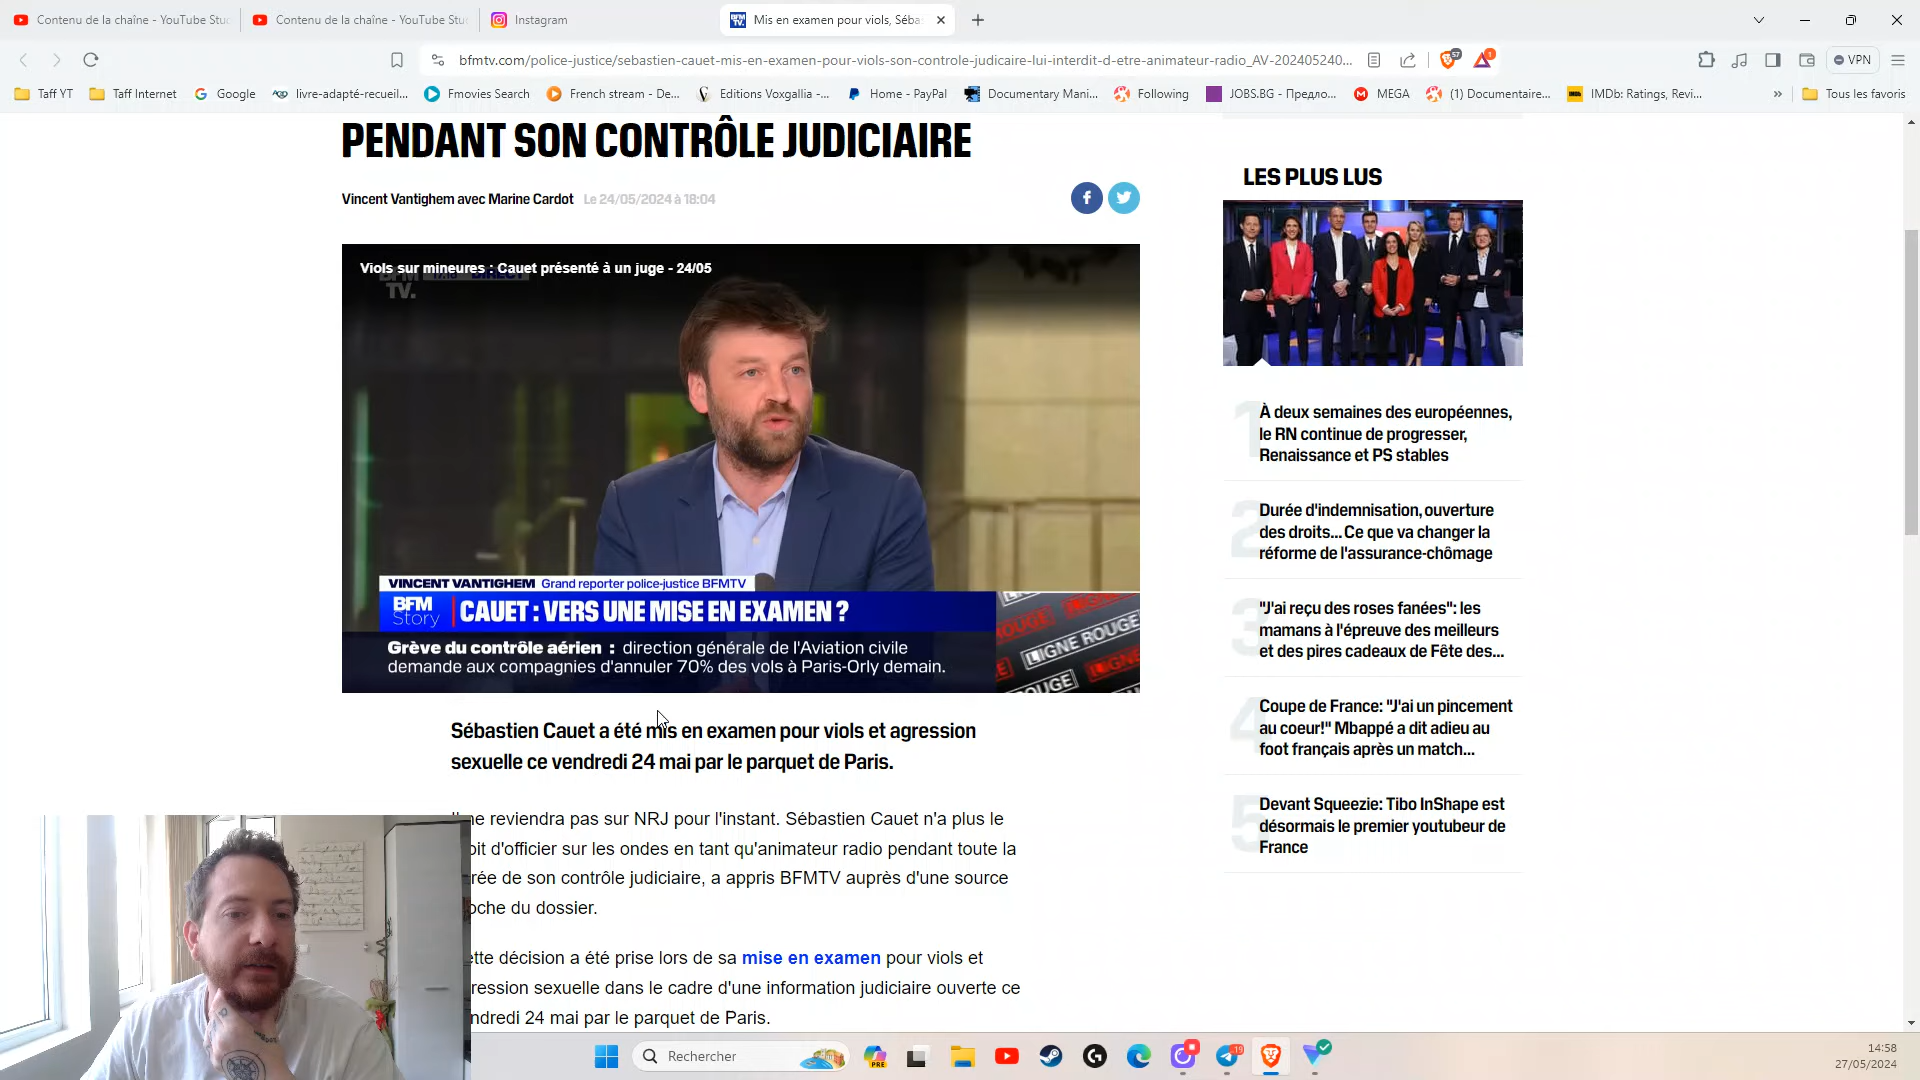 Contenu de la chaîne - YouTube Stu
Contenu de la chaîne - YouTube Stu
Instagram
Mis en examen pour viols, Séba
bfmtv.com/police-justice/sebastien-cauet-mis-en-examen-pour-viols-son-controle-judicaire-lui-interdit-d-etre-animateur-radio_AV-202405240...
57
1
VPN
Taff YT
Taff Internet
Google
livre-adapté-recueil...
Fmovies Search
French stream - De...
Editions Voxgallia -...
Home - PayPal
Documentary Mani...
Following
JOBS.BG - Предло...
MEGA
(1) Documentaire...
IMDb: Ratings, Revi...
Tous les favoris
PENDANT SON CONTRÔLE JUDICIAIRE
Vincent Vantighem avec Marine Cardot Le 24/05/2024 à 18:04
Viols sur mineures : Cauet présenté à un juge - 24/05
BFM
TV.
VINCENT VANTIGHEM Grand reporter police-justice BFMTV
BFM
Story
CAUET : VERS UNE MISE EN EXAMEN ?
Grève du contrôle aérien : direction générale de l'Aviation civile
demande aux compagnies d'annuler 70% des vols à Paris-Orly demain.
LIGNE ROUGE
Sébastien Cauet a été mis en examen pour viols et agression
sexuelle ce vendredi 24 mai par le parquet de Paris.
ne reviendra pas sur NRJ pour l'instant. Sébastien Cauet n'a plus le
oit d'officier sur les ondes en tant qu'animateur radio pendant toute la
rée de son contrôle judiciaire, a appris BFMTV auprès d'une source
oche du dossier.
ette décision a été prise lors de sa mise en examen pour viols et
ression sexuelle dans le cadre d'une information judiciaire ouverte ce
ndredi 24 mai par le parquet de Paris.
LES PLUS LUS
1
À deux semaines des européennes,
le RN continue de progresser,
Renaissance et PS stables
2
Durée d'indemnisation, ouverture
des droits... Ce que va changer la
réforme de l'assurance-chômage
3
"J'ai reçu des roses fanées": les
mamans à l'épreuve des meilleurs
et des pires cadeaux de Fête des...
4
Coupe de France: "J'ai un pincement
au coeur!" Mbappé a dit adieu au
foot français après un match...
5
Devant Squeezie: Tibo InShape est
désormais le premier youtubeur de
France
Rechercher
PRE
19
14:58
27/05/2024